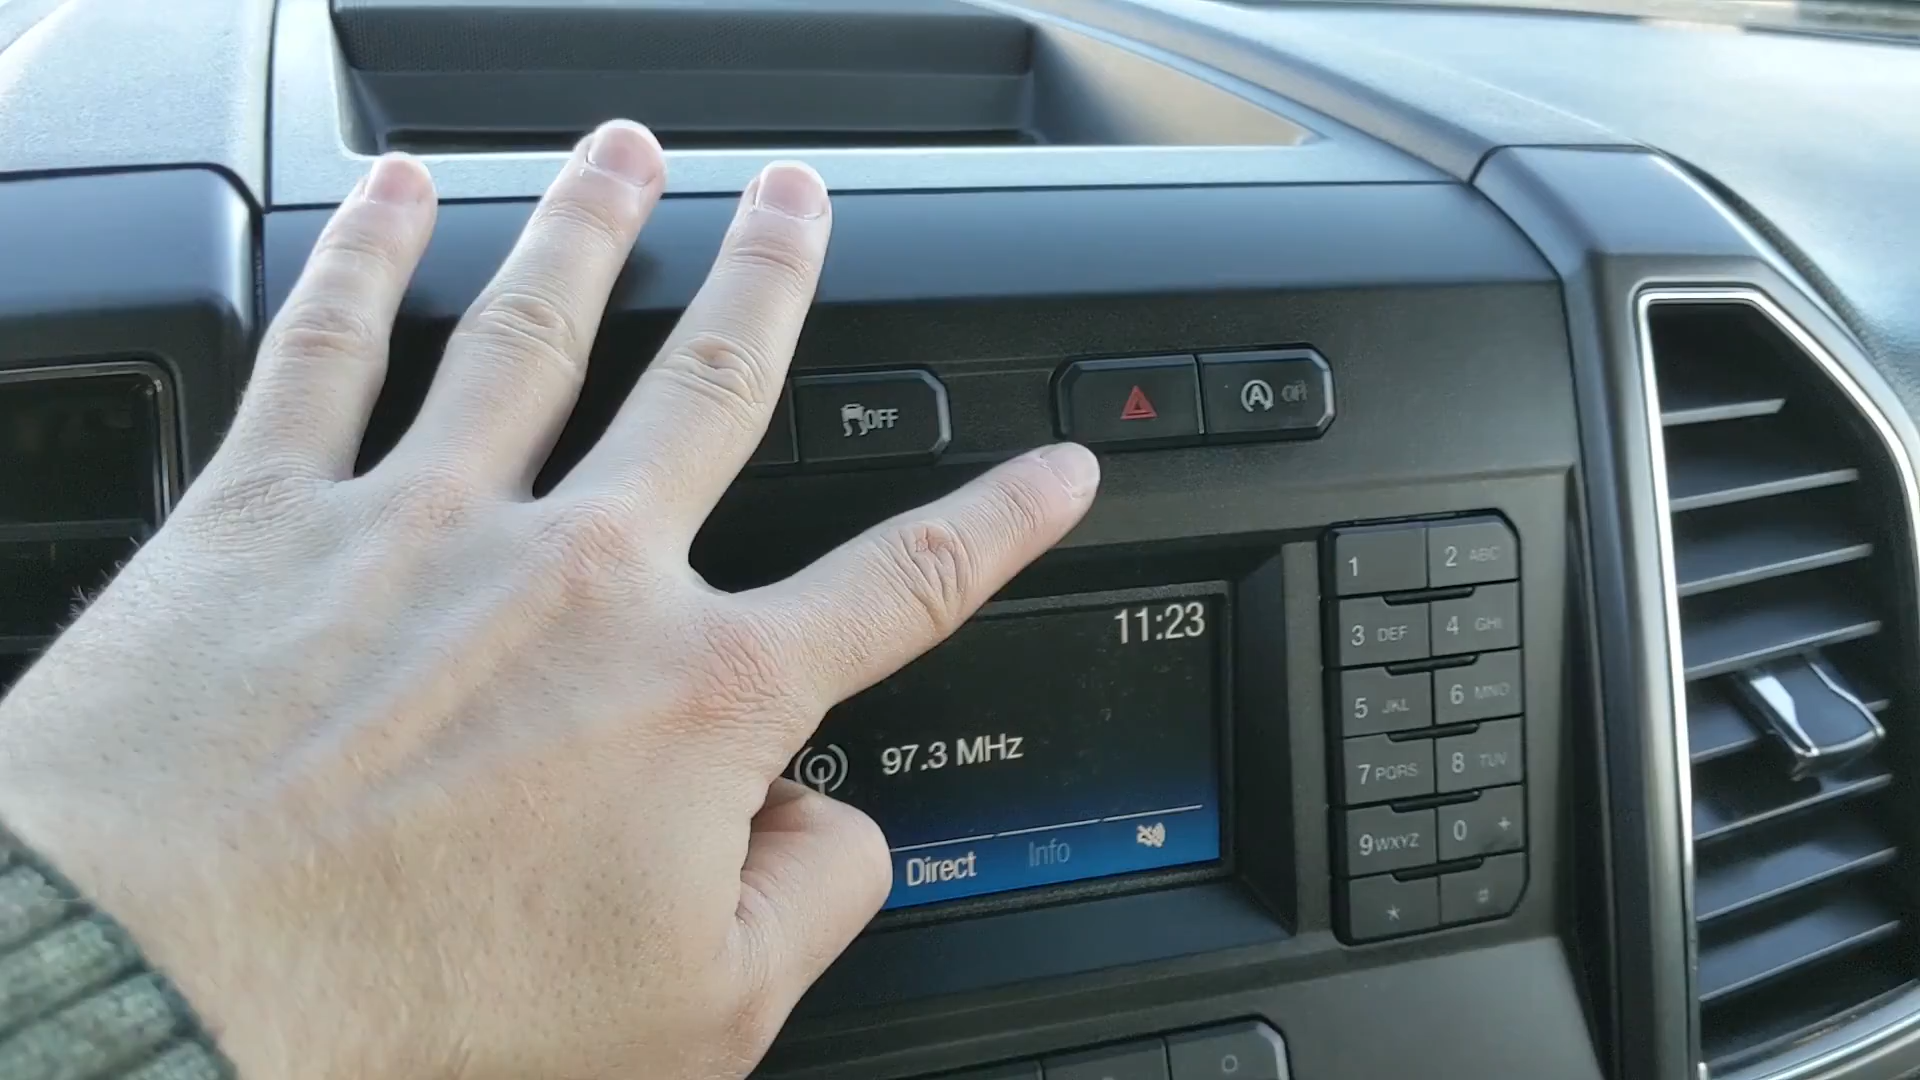 OFF
A Off
11:23
1 2 ABC
3 DEF 4 GHI
5 JKL 6 MNO
97.3 MHz
7 PQRS 8 TUV
Direct Info
9 WXYZ 0 +
* #